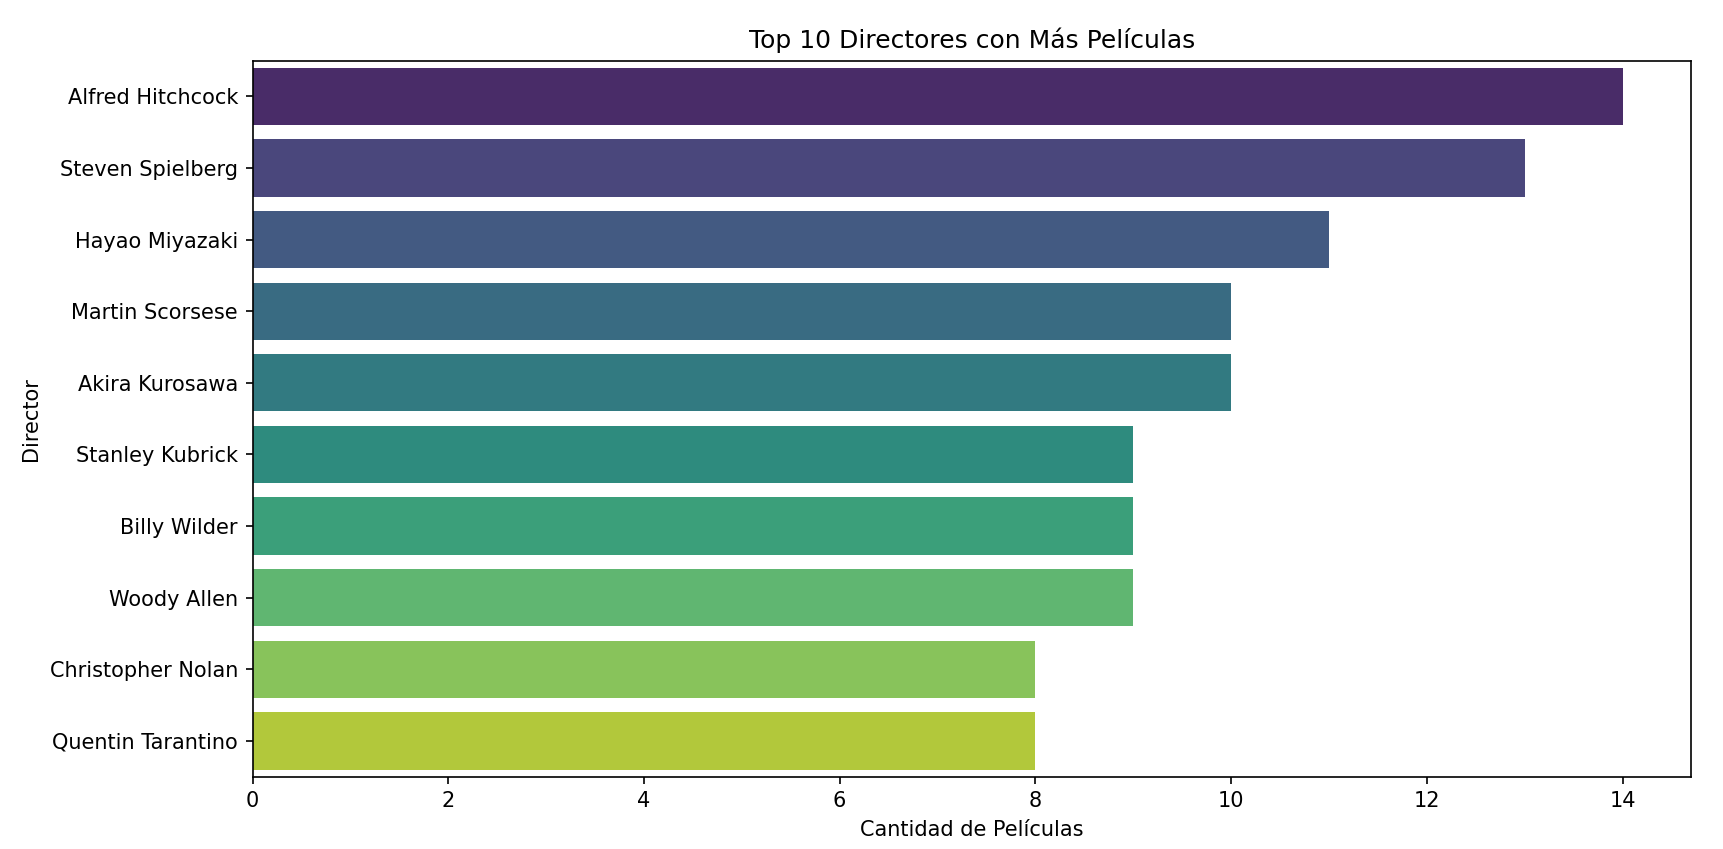 Top 10 Directores con Más Películas
Director
Alfred Hitchcock
Steven Spielberg
Hayao Miyazaki
Martin Scorsese
Akira Kurosawa
Stanley Kubrick
Billy Wilder
Woody Allen
Christopher Nolan
Quentin Tarantino
0 2 4 6 8 10 12 14
Cantidad de Películas